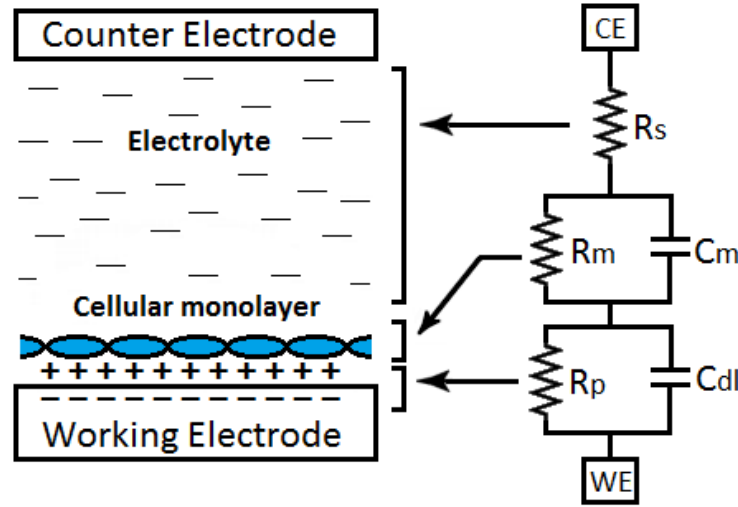 Counter Electrode
CE
Electrolyte
Rs
Rm
Cm
Cellular monolayer
+ + + + + + + + + +
Rp
Cdl
Working Electrode
WE